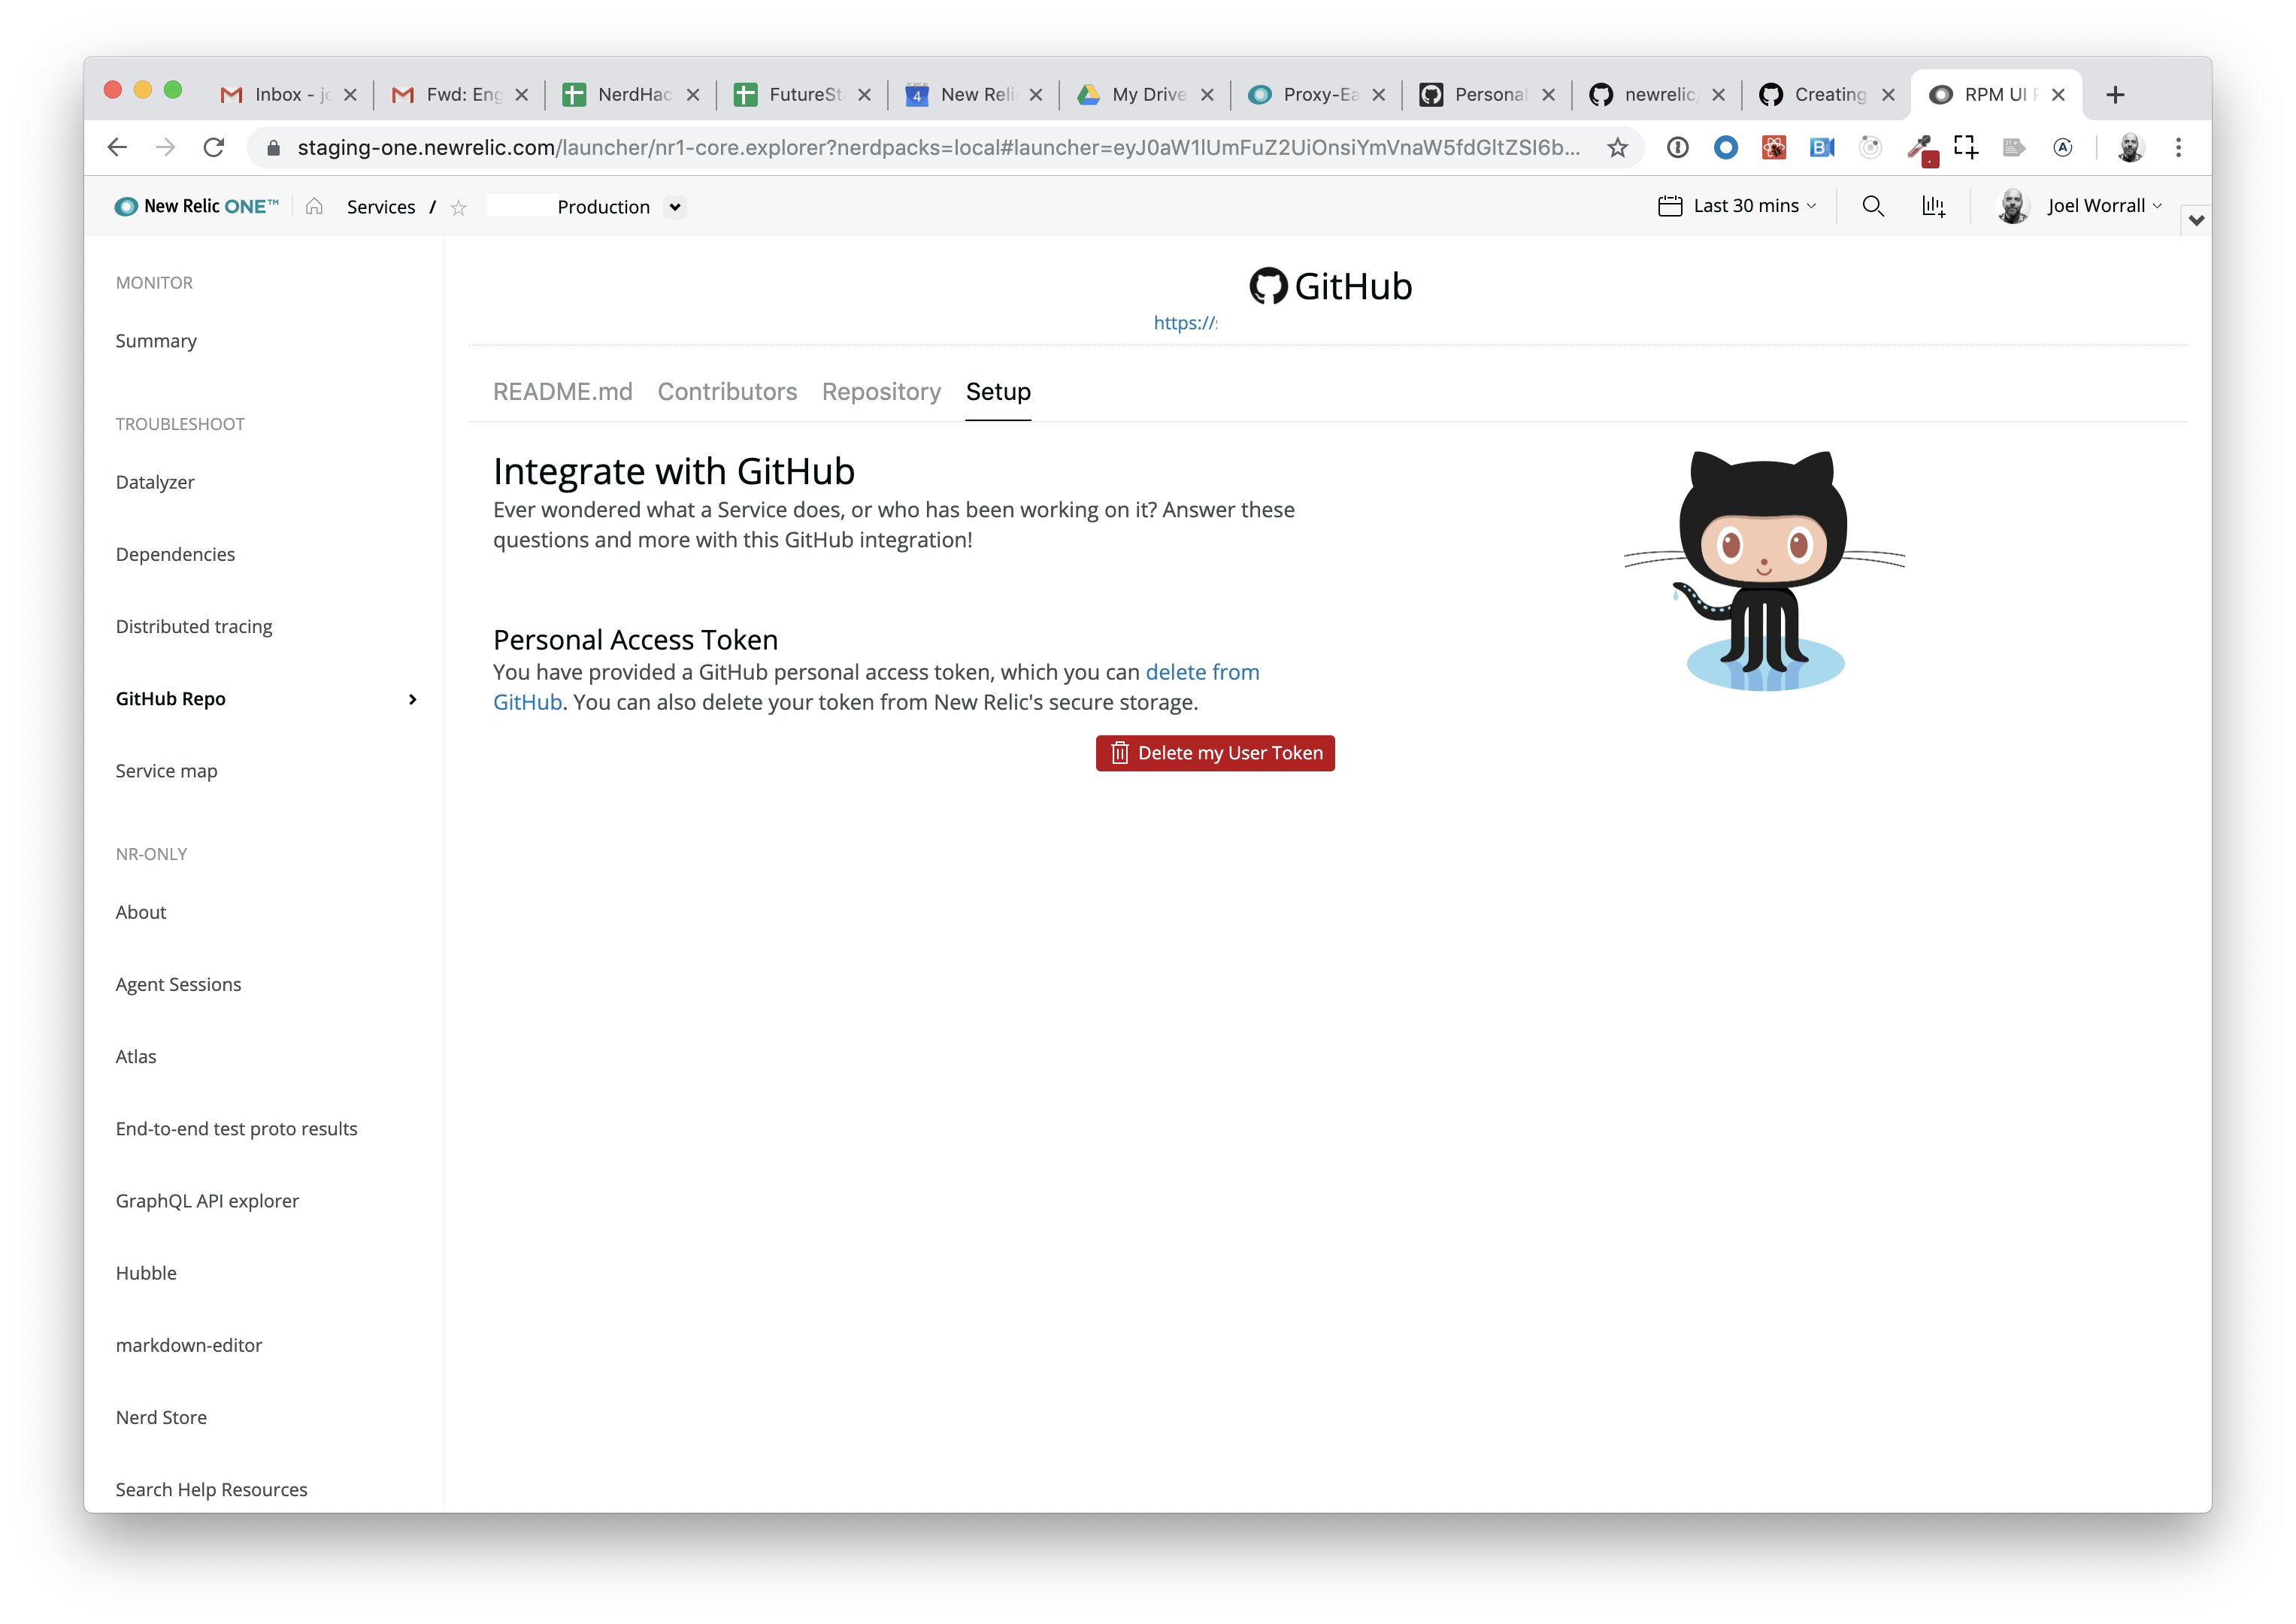 Inbox - jo
Fwd: Eng
NerdHac
FutureSt
4
New Reli
My Drive
Proxy-Ea
Personal
newrelic/
Creating
RPM UI P
staging-one.newrelic.com/launcher/nr1-core.explorer?nerdpacks=local#launcher=eyJ0aW1lUmFuZ2UiOnsiYmVnaW5fdGltZSI6b...
New Relic ONE™
Services /
Production
Last 30 mins
Joel Worrall
MONITOR
Summary
TROUBLESHOOT
Datalyzer
Dependencies
Distributed tracing
GitHub Repo
Service map
NR-ONLY
About
Agent Sessions
Atlas
End-to-end test proto results
GraphQL API explorer
Hubble
markdown-editor
Nerd Store
Search Help Resources
GitHub
https://
README.md Contributors Repository Setup
Integrate with GitHub
Ever wondered what a Service does, or who has been working on it? Answer these
questions and more with this GitHub integration!
Personal Access Token
You have provided a GitHub personal access token, which you can delete from
GitHub. You can also delete your token from New Relic's secure storage.
Delete my User Token